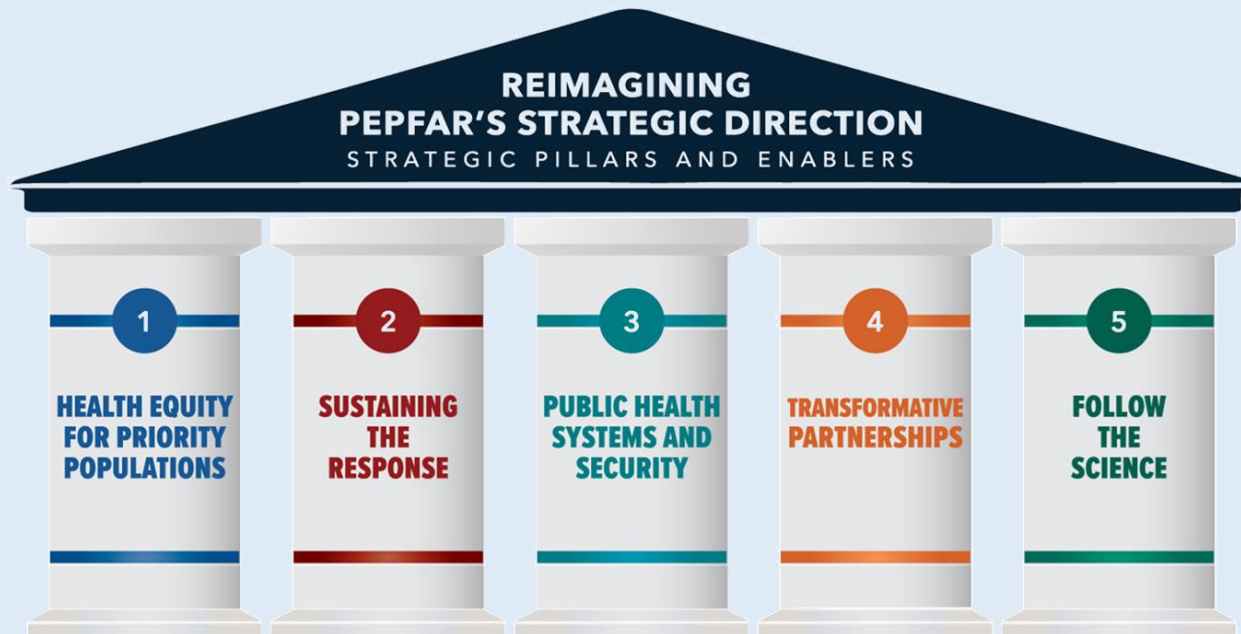 REIMAGINING
PEPFAR'S STRATEGIC DIRECTION
STRATEGIC PILLARS AND ENABLERS
1
HEALTH EQUITY
FOR PRIORITY
POPULATIONS
2
SUSTAINING
THE
RESPONSE
3
PUBLIC HEALTH
SYSTEMS AND
SECURITY
4
TRANSFORMATIVE
PARTNERSHIPS
5
FOLLOW
THE
SCIENCE